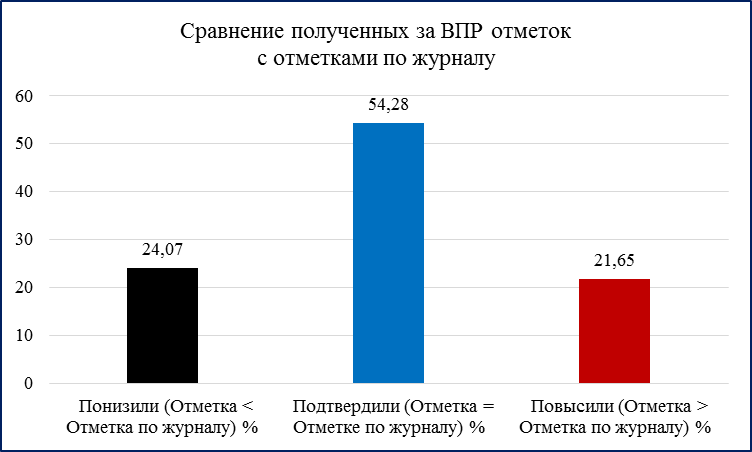 Сравнение полученных за ВПР отметок
с отметками по журналу
60
50
40
30
20
10
0
24,07
54,28
21,65
Понизили (Отметка <
Отметка по журналу) %
Подтвердили (Отметка =
Отметке по журналу) %
Повысили (Отметка >
Отметка по журналу) %